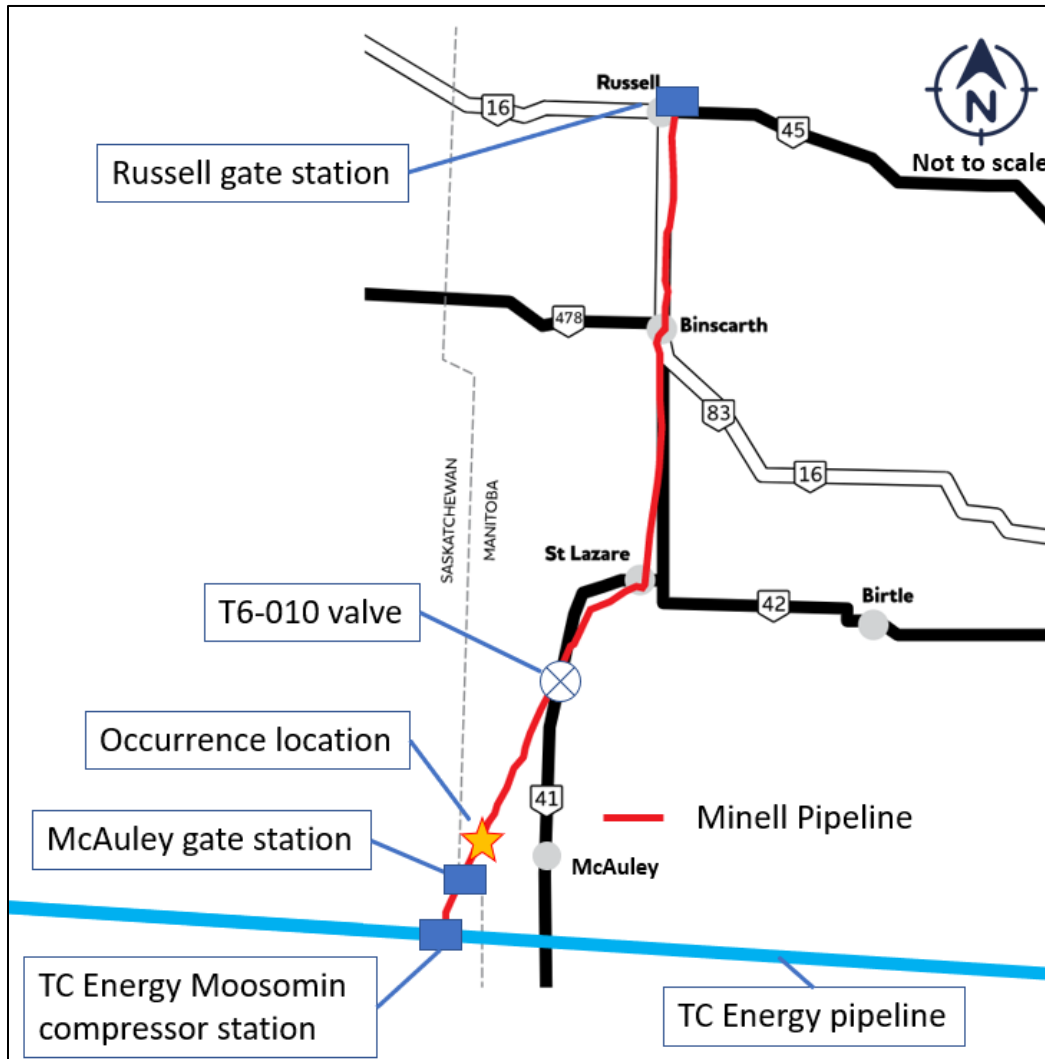 Russell
16
N
45
Not to scale
Russell gate station
478
Binscarth
83
16
SASKATCHEWAN
MANITOBA
St Lazare
Birtle
T6-010 valve
42
Occurrence location
41
Minell Pipeline
McAuley gate station
McAuley
TC Energy Moosomin
compressor station
TC Energy pipeline